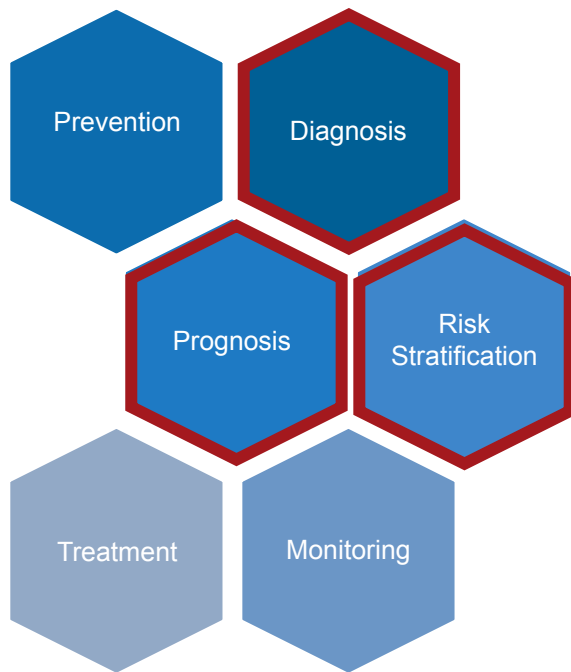 Prevention
Diagnosis
Prognosis
Risk
Stratification
Treatment
Monitoring